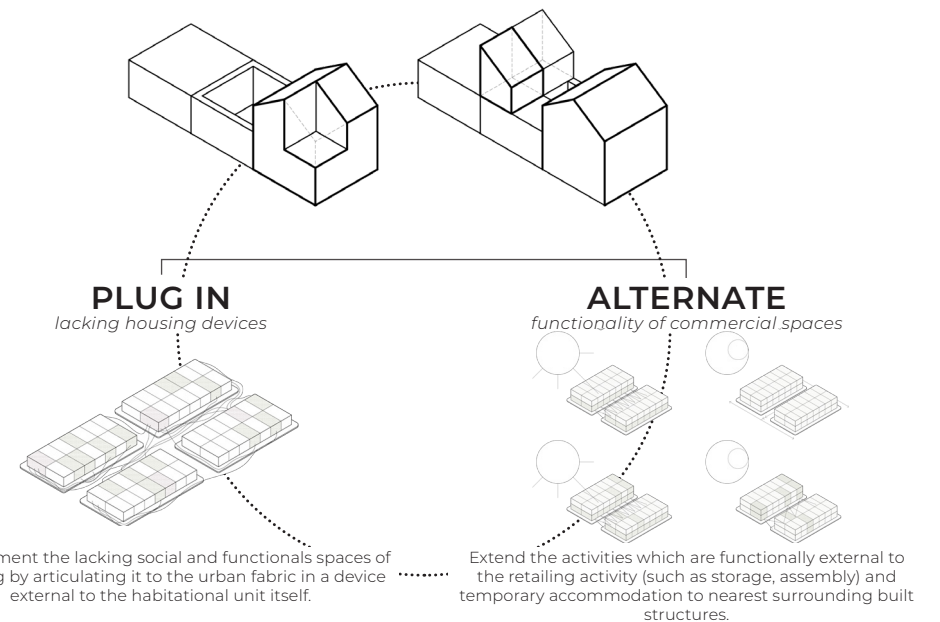 PLUG IN
lacking housing devices
ALTERNATE
functionality of commercial spaces
the lacking social and functionals spaces of
by articulating it to the urban fabric in a device
external to the habitational unit itself.
Extend the activities which are functionally external to
the retailing activity (such as storage, assembly) and
temporary accommodation to nearest surrounding built
structures.